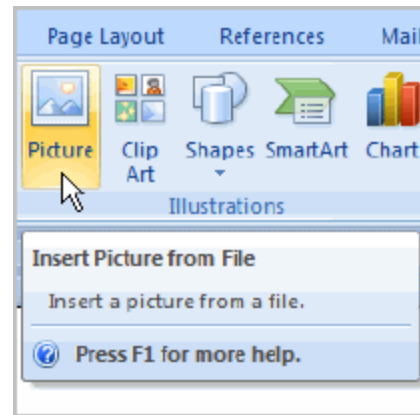 Page Layout References Mail
Picture Clip Art Shapes SmartArt Chart
Illustrations
Insert Picture from File
Insert a picture from a file.
Press F1 for more help.